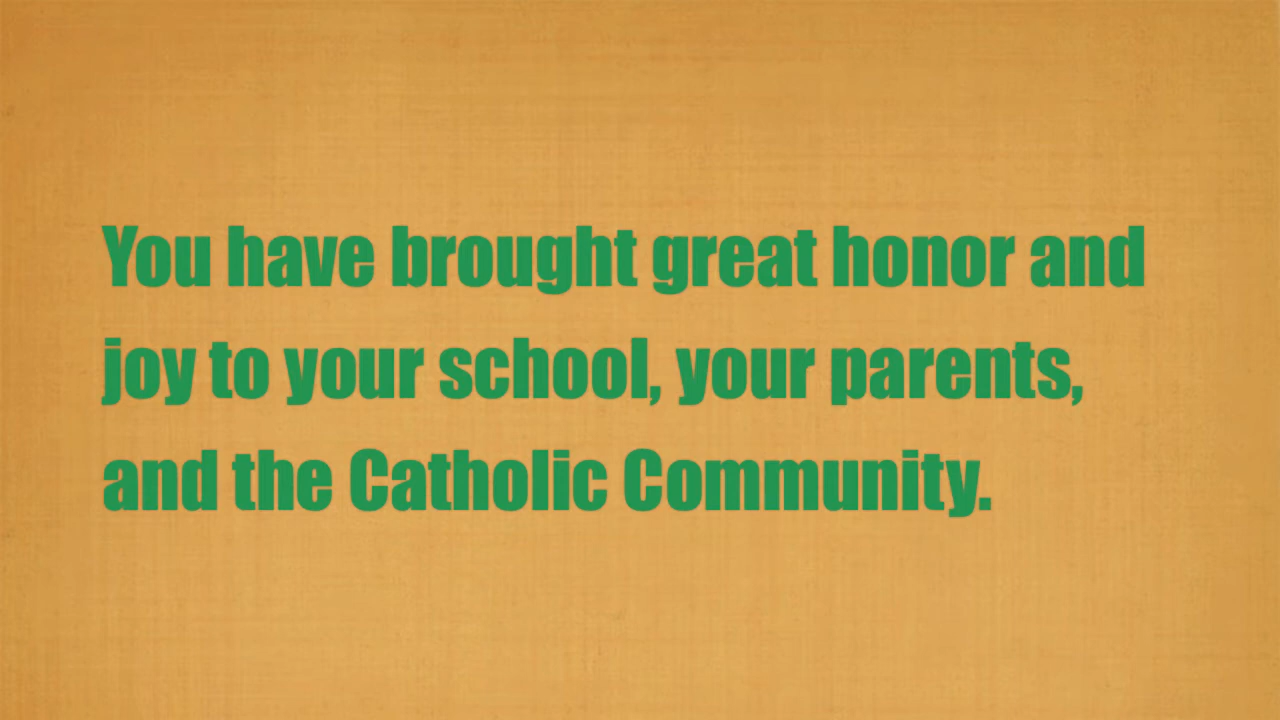 You have brought great honor and
joy to your school, your parents,
and the Catholic Community.